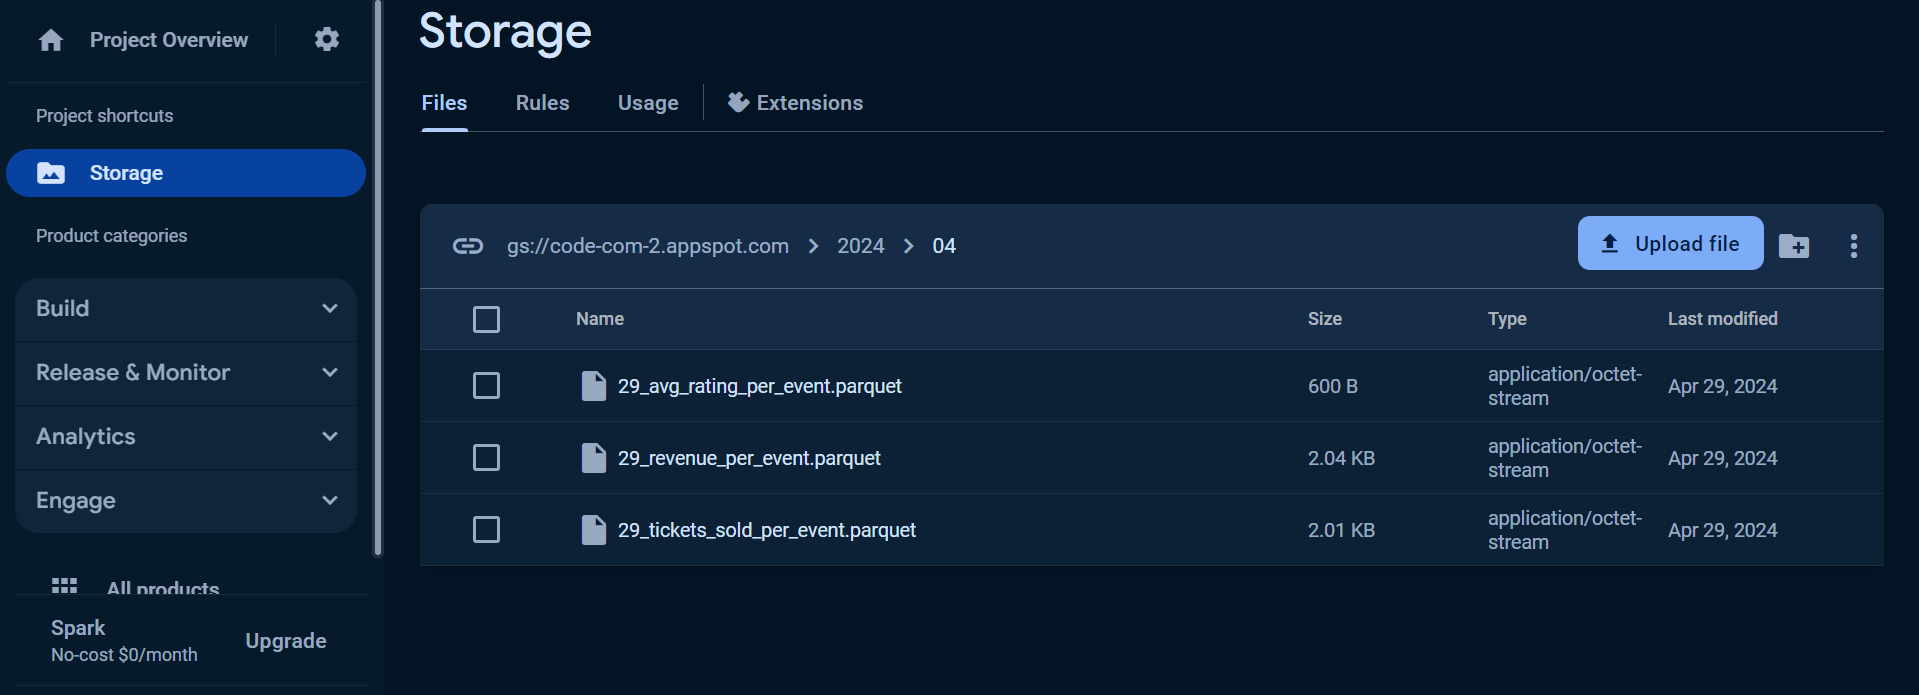 Project Overview
Project shortcuts
Storage
Product categories
Build
Release & Monitor
Analytics
Engage
All products
Spark
No-cost $0/month
Upgrade
Storage
Files Rules Usage Extensions
gs://code-com-2.appspot.com > 2024 > 04
Upload file
Name Size Type Last modified
29_avg_rating_per_event.parquet 600 B application/octet-
stream Apr 29, 2024
29_revenue_per_event.parquet 2.04 KB application/octet-
stream Apr 29, 2024
29_tickets_sold_per_event.parquet 2.01 KB application/octet-
stream Apr 29, 2024